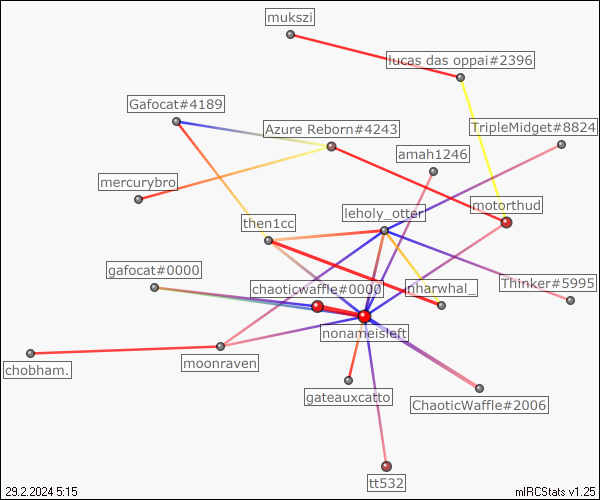 mukszi
lucas das oppai#2396
Gafocat#4189
Azure Reborn#4243
TripleMidget#8824
amah1246
mercurybro
leholy_otter
motorthud
then1cc
gafocat#0000
chaoticwaffle#0000
nharwhal_
Thinker#5995
nonameisleft
moonraven
chobham.
gateauxcatto
ChaoticWaffle#2006
tt532
29.2.2024 5:15
mIRCStats v1.25